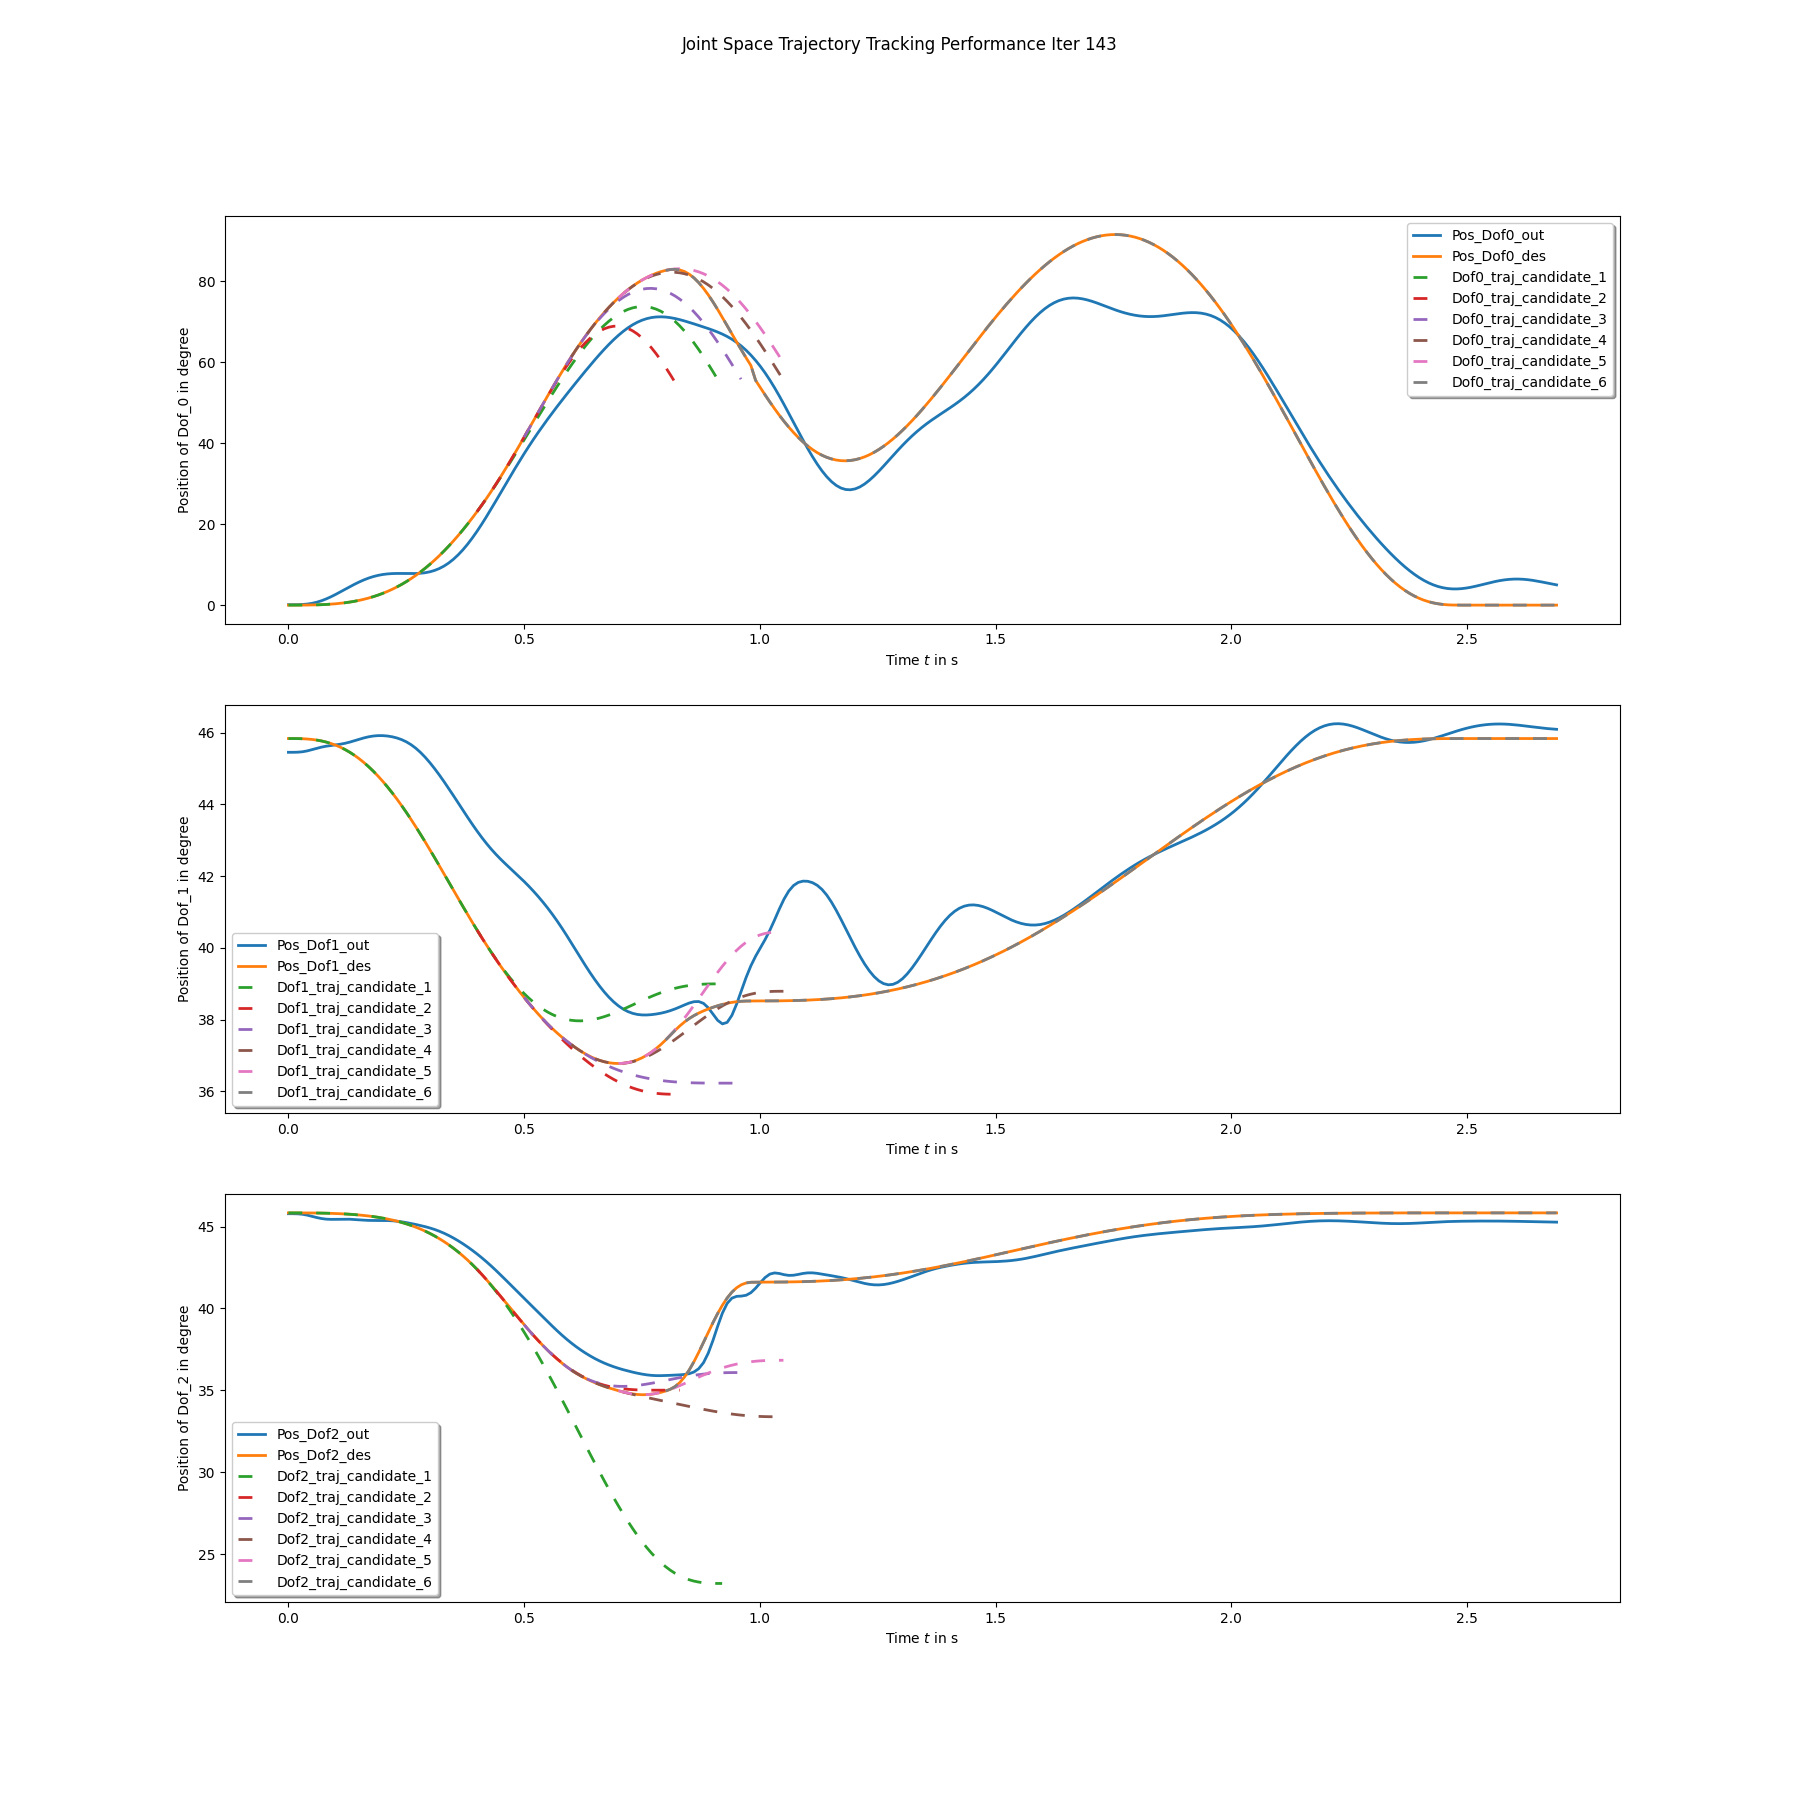 Joint Space Trajectory Tracking Performance Iter 143
Position of Dof_0 in degree
80
60
40
20
0
Pos_Dof0_out
Pos_Dof0_des
Dof0_traj_candidate_1
Dof0_traj_candidate_2
Dof0_traj_candidate_3
Dof0_traj_candidate_4
Dof0_traj_candidate_5
Dof0_traj_candidate_6
0.0 0.5 1.0 1.5 2.0 2.5
Time t in s
Position of Dof_1 in degree
46
44
42
40
38
36
Pos_Dof1_out
Pos_Dof1_des
Dof1_traj_candidate_1
Dof1_traj_candidate_2
Dof1_traj_candidate_3
Dof1_traj_candidate_4
Dof1_traj_candidate_5
Dof1_traj_candidate_6
0.0 0.5 1.0 1.5 2.0 2.5
Time t in s
Position of Dof_2 in degree
45
40
35
30
25
Pos_Dof2_out
Pos_Dof2_des
Dof2_traj_candidate_1
Dof2_traj_candidate_2
Dof2_traj_candidate_3
Dof2_traj_candidate_4
Dof2_traj_candidate_5
Dof2_traj_candidate_6
0.0 0.5 1.0 1.5 2.0 2.5
Time t in s